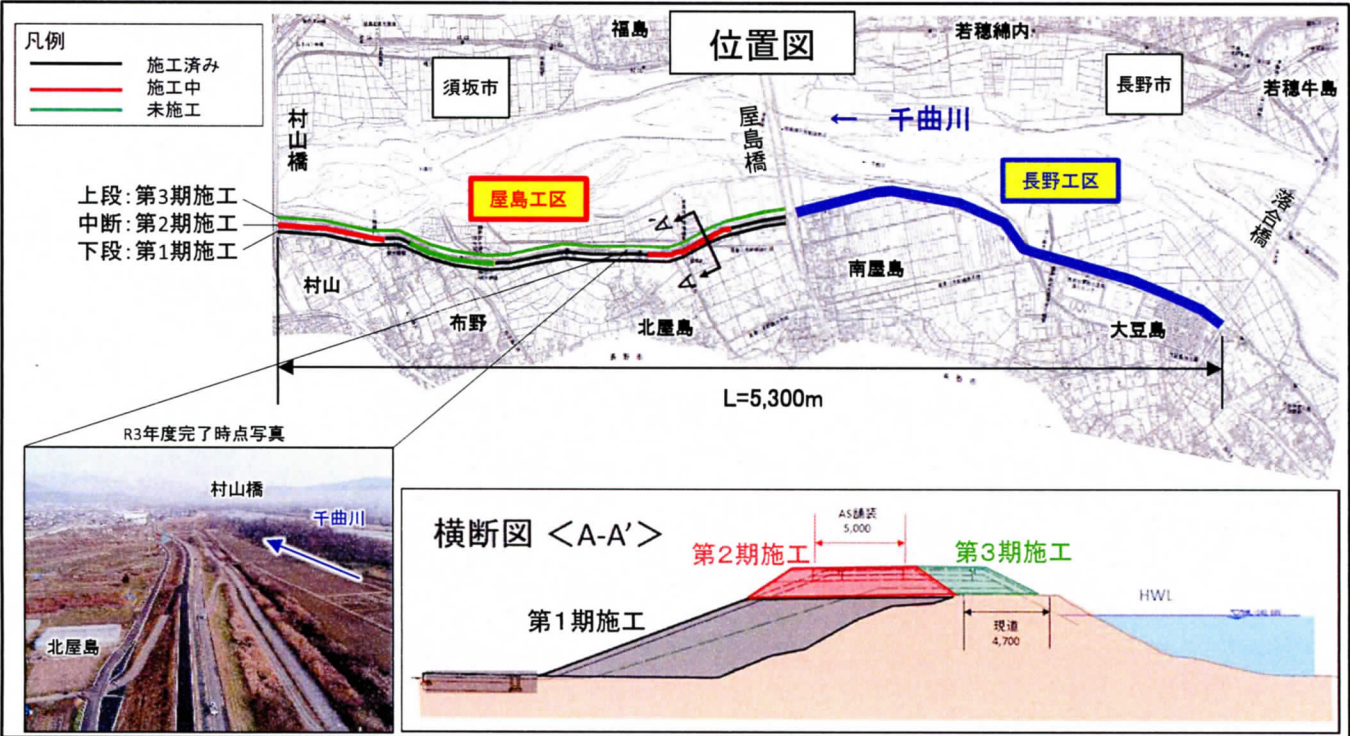 凡例
施工済み
施工中
未施工
位置図
福島
若穂綿内
須坂市
長野市
若穂牛島
村山橋
屋島橋
← 千曲川
落合橋
屋島工区
長野工区
上段:第3期施工
中断:第2期施工
下段:第1期施工
村山
布野
北屋島
南屋島
大豆島
L=5,300m
R3年度完了時点写真
村山橋
千曲川
北屋島
横断図 <A-A'>
AS舗装
5,000
第2期施工
第3期施工
第1期施工
HWL
現道
4,700